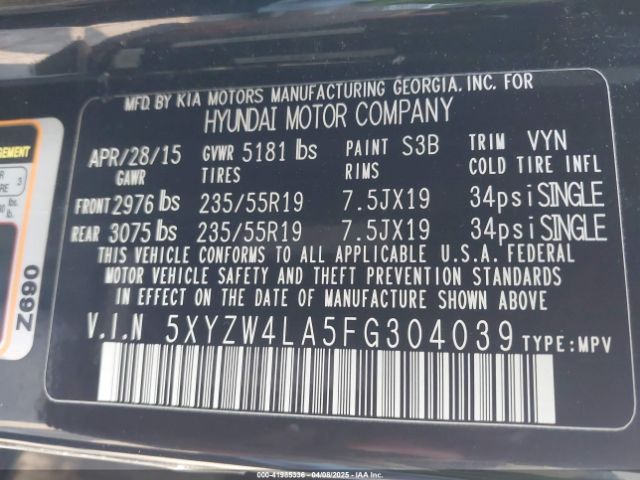 MFD. BY KIA MOTORS MANUFACTURING GEORGIA, INC. FOR
HYUNDAI MOTOR COMPANY
APR/28/15 GVWR 5181 lbs PAINT S3B TRIM VYN
GAWR TIRES RIMS COLD TIRE INFL
FRONT 2976 lbs 235/55R19 7.5JX19 34psi SINGLE
REAR 3075 lbs 235/55R19 7.5JX19 34psi SINGLE
THIS VEHICLE CONFORMS TO ALL APPLICABLE U.S.A. FEDERAL
MOTOR VEHICLE SAFETY AND THEFT PREVENTION STANDARDS
IN EFFECT ON THE DATE OF MANUFACTURE SHOWN ABOVE.
V.I.N 5XYZW4LA5FG304039 TYPE:MPV
Z690
000-41985336 - 04/08/2025 - IAA Inc.